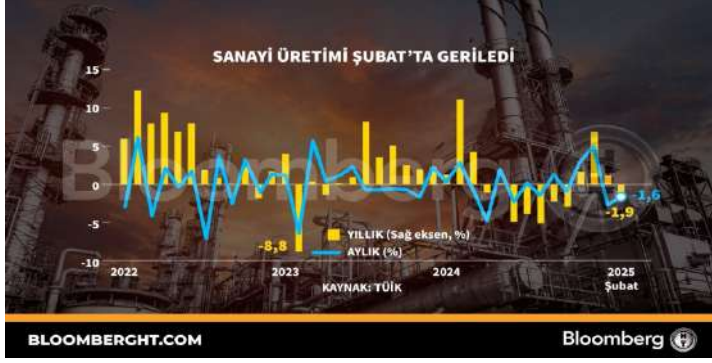 SANAYİ ÜRETİMİ ŞUBAT'TA GERİLEDİ
15
10
5
0
-5
-10
Bloomberg
-1,6
-1,9
-8,8
YILLIK (Sağ eksen, %)
AYLIK (%)
2022
2023
2024
2025
Şubat
KAYNAK: TÜİK
BLOOMBERGHT.COM
Bloomberg HT